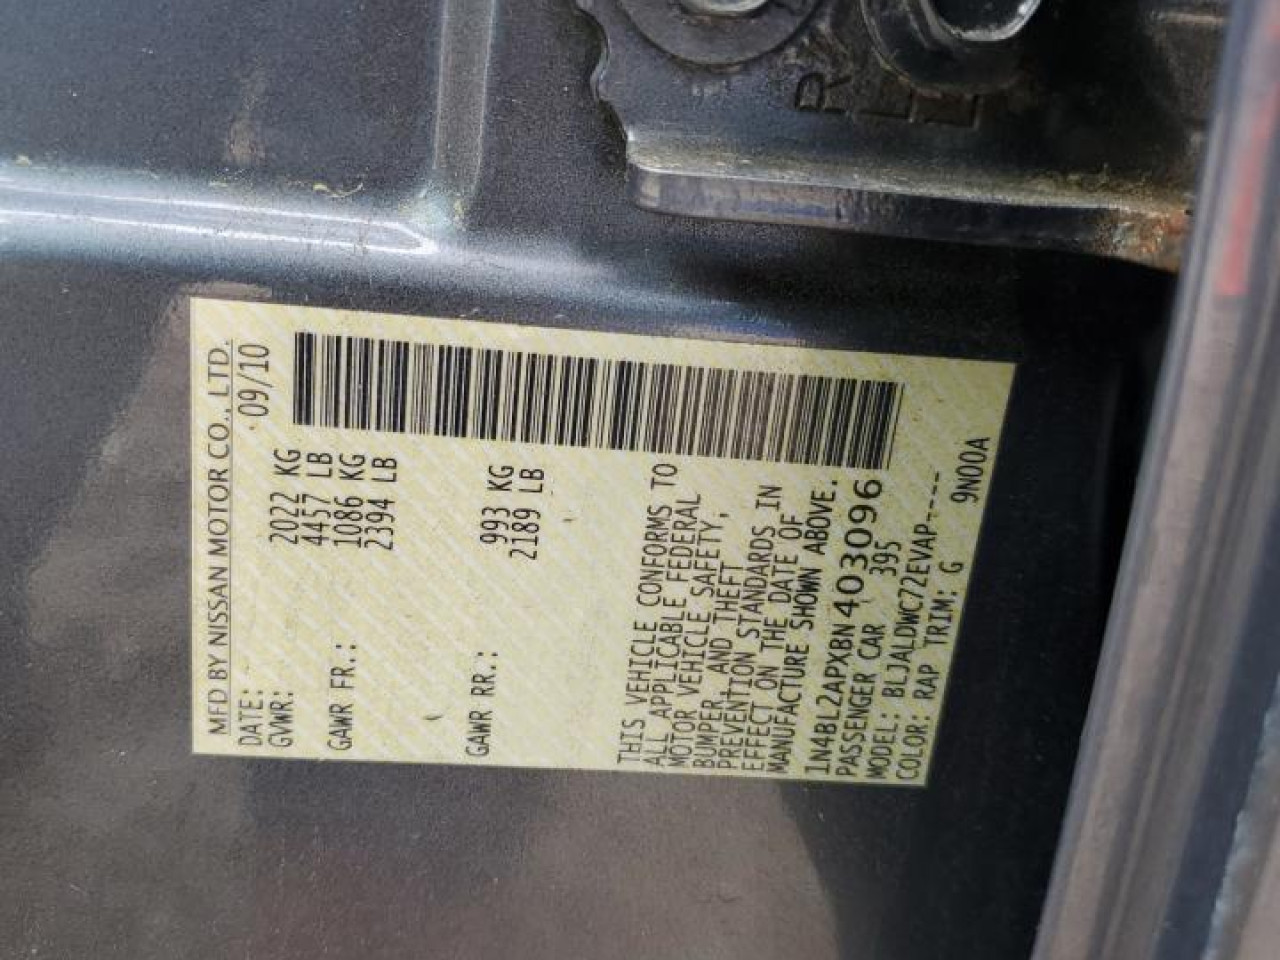 MFD BY NISSAN MOTOR CO., LTD.
DATE: 09/10
GVWR: 2022 KG
4457 LB
GAWR FR.: 1086 KG
2394 LB
GAWR RR.: 993 KG
2189 LB
THIS VEHICLE CONFORMS TO
ALL APPLICABLE FEDERAL
MOTOR VEHICLE SAFETY,
BUMPER, AND THEFT
PREVENTION STANDARDS IN
EFFECT ON THE DATE OF
MANUFACTURE SHOWN ABOVE.
1N4BL2APXBN403096
PASSENGER CAR 395
MODEL: BLJALDWC72EVAP-----
COLOR: RAP TRIM: G 9N00A
R